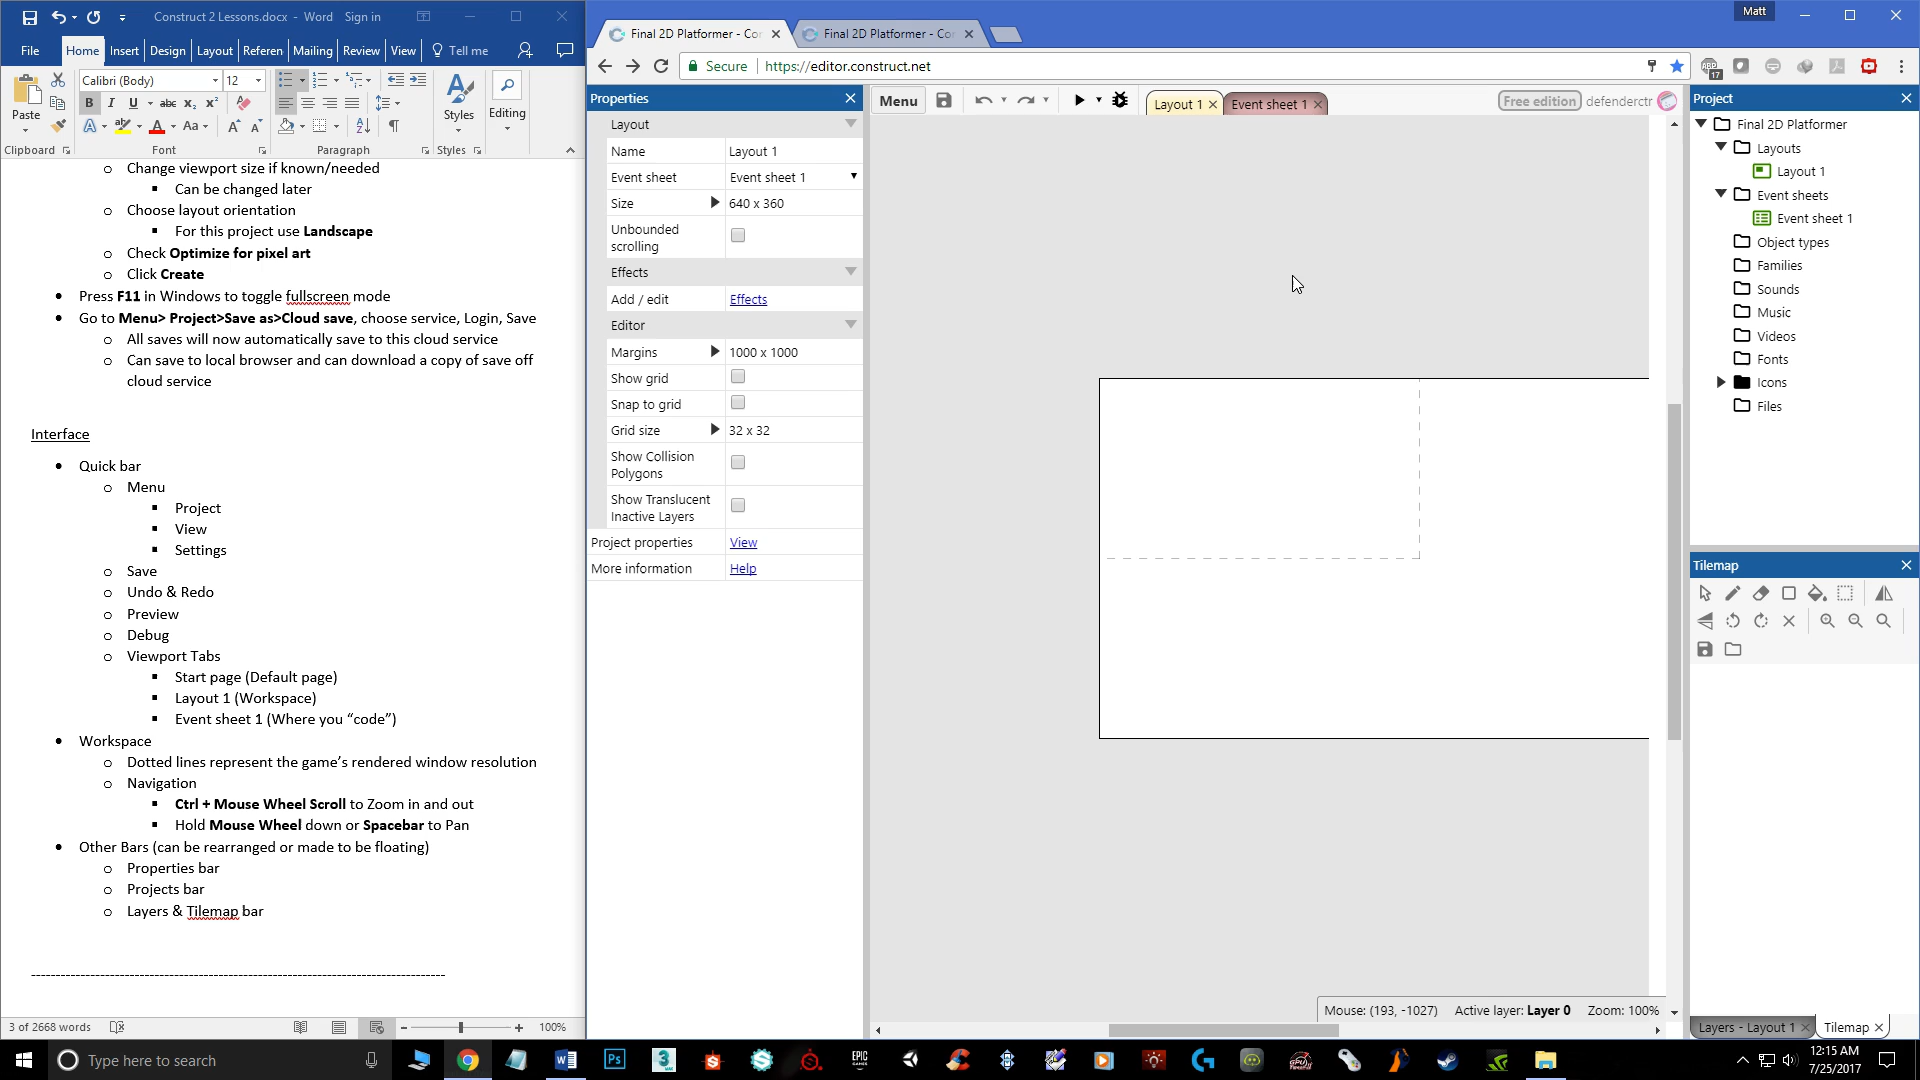 Construct 2 Lessons.docx - Word Sign in
File Home Insert Design Layout Referen Mailing Review View Tell me
Calibri (Body) 12
Paste Styles Editing
Clipboard Font Paragraph Styles
o Change viewport size if known/needed
▪ Can be changed later
o Choose layout orientation
▪ For this project use Landscape
o Check Optimize for pixel art
o Click Create
• Press F11 in Windows to toggle fullscreen mode
• Go to Menu> Project>Save as>Cloud save, choose service, Login, Save
o All saves will now automatically save to this cloud service
o Can save to local browser and can download a copy of save off
cloud service
Interface
• Quick bar
o Menu
▪ Project
▪ View
▪ Settings
o Save
o Undo & Redo
o Preview
o Debug
o Viewport Tabs
▪ Start page (Default page)
▪ Layout 1 (Workspace)
▪ Event sheet 1 (Where you “code”)
• Workspace
o Dotted lines represent the game’s rendered window resolution
o Navigation
▪ Ctrl + Mouse Wheel Scroll to Zoom in and out
▪ Hold Mouse Wheel down or Spacebar to Pan
• Other Bars (can be rearranged or made to be floating)
o Properties bar
o Projects bar
o Layers & Tilemap bar
3 of 2668 words 100%
Matt
Final 2D Platformer - Cor Final 2D Platformer - Cor
Secure https://editor.construct.net
17
Properties
Layout
Name Layout 1
Event sheet Event sheet 1
Size 640 x 360
Unbounded
scrolling
Effects
Add / edit Effects
Editor
Margins 1000 x 1000
Show grid
Snap to grid
Grid size 32 x 32
Show Collision
Polygons
Show Translucent
Inactive Layers
Project properties View
More information Help
Menu Layout 1 Event sheet 1 Free edition defenderctr
Mouse: (193, -1027) Active layer: Layer 0 Zoom: 100%
Project
Final 2D Platformer
Layouts
Layout 1
Event sheets
Event sheet 1
Object types
Families
Sounds
Music
Videos
Fonts
Icons
Files
Tilemap
Layers - Layout 1 Tilemap
Type here to search
12:15 AM
7/25/2017